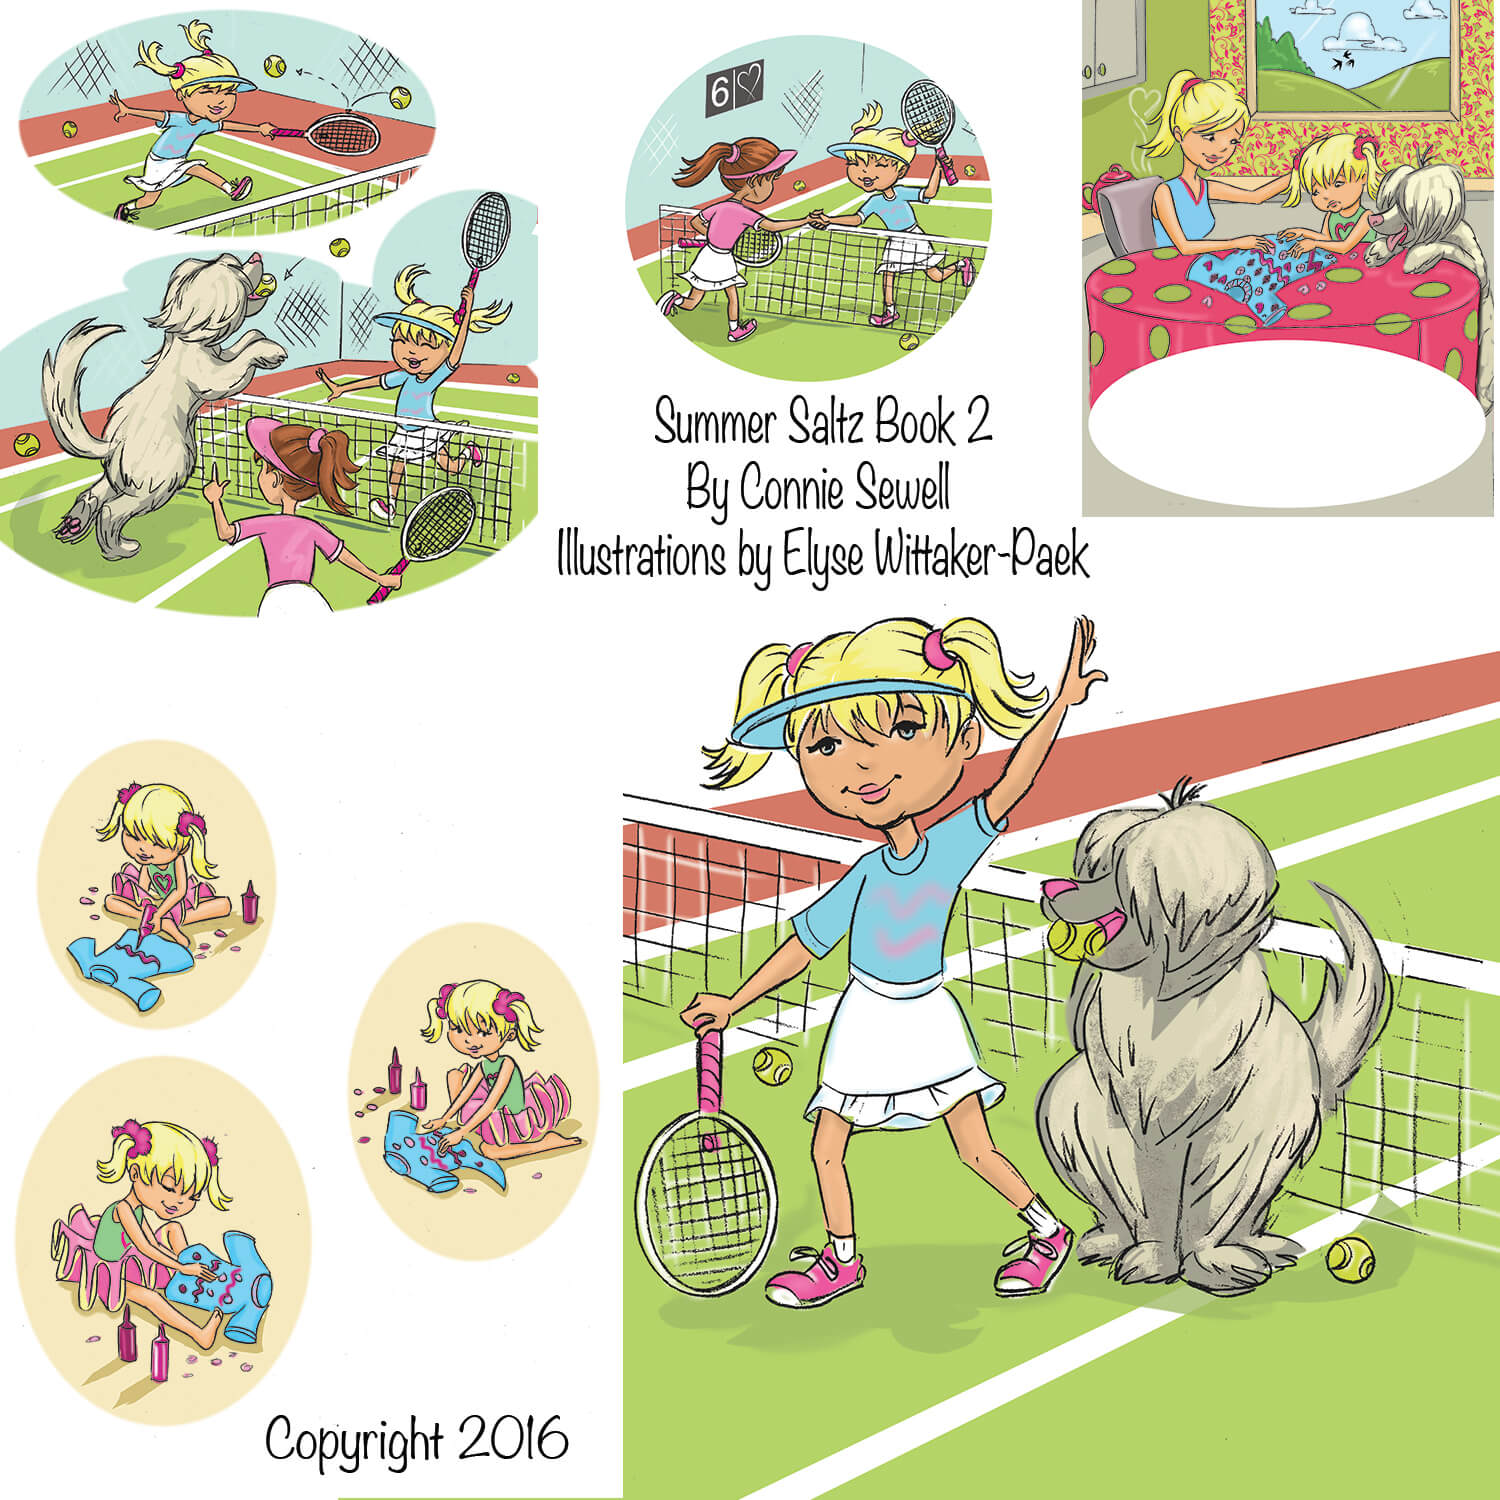 6
Summer Saltz Book 2
By Connie Sewell
Illustrations by Elyse Wittaker-Paek
Copyright 2016